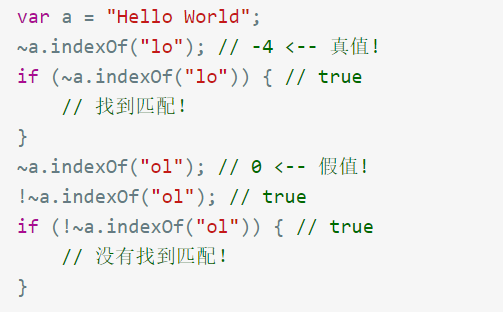 var a = "Hello World";
~a.indexOf("lo"); // -4 <-- 真值!
if (~a.indexOf("lo")) { // true
    // 找到匹配！
}
~a.indexOf("ol"); // 0 <-- 假值!
!~a.indexOf("ol"); // true
if (!~a.indexOf("ol")) { // true
    // 没有找到匹配！
}